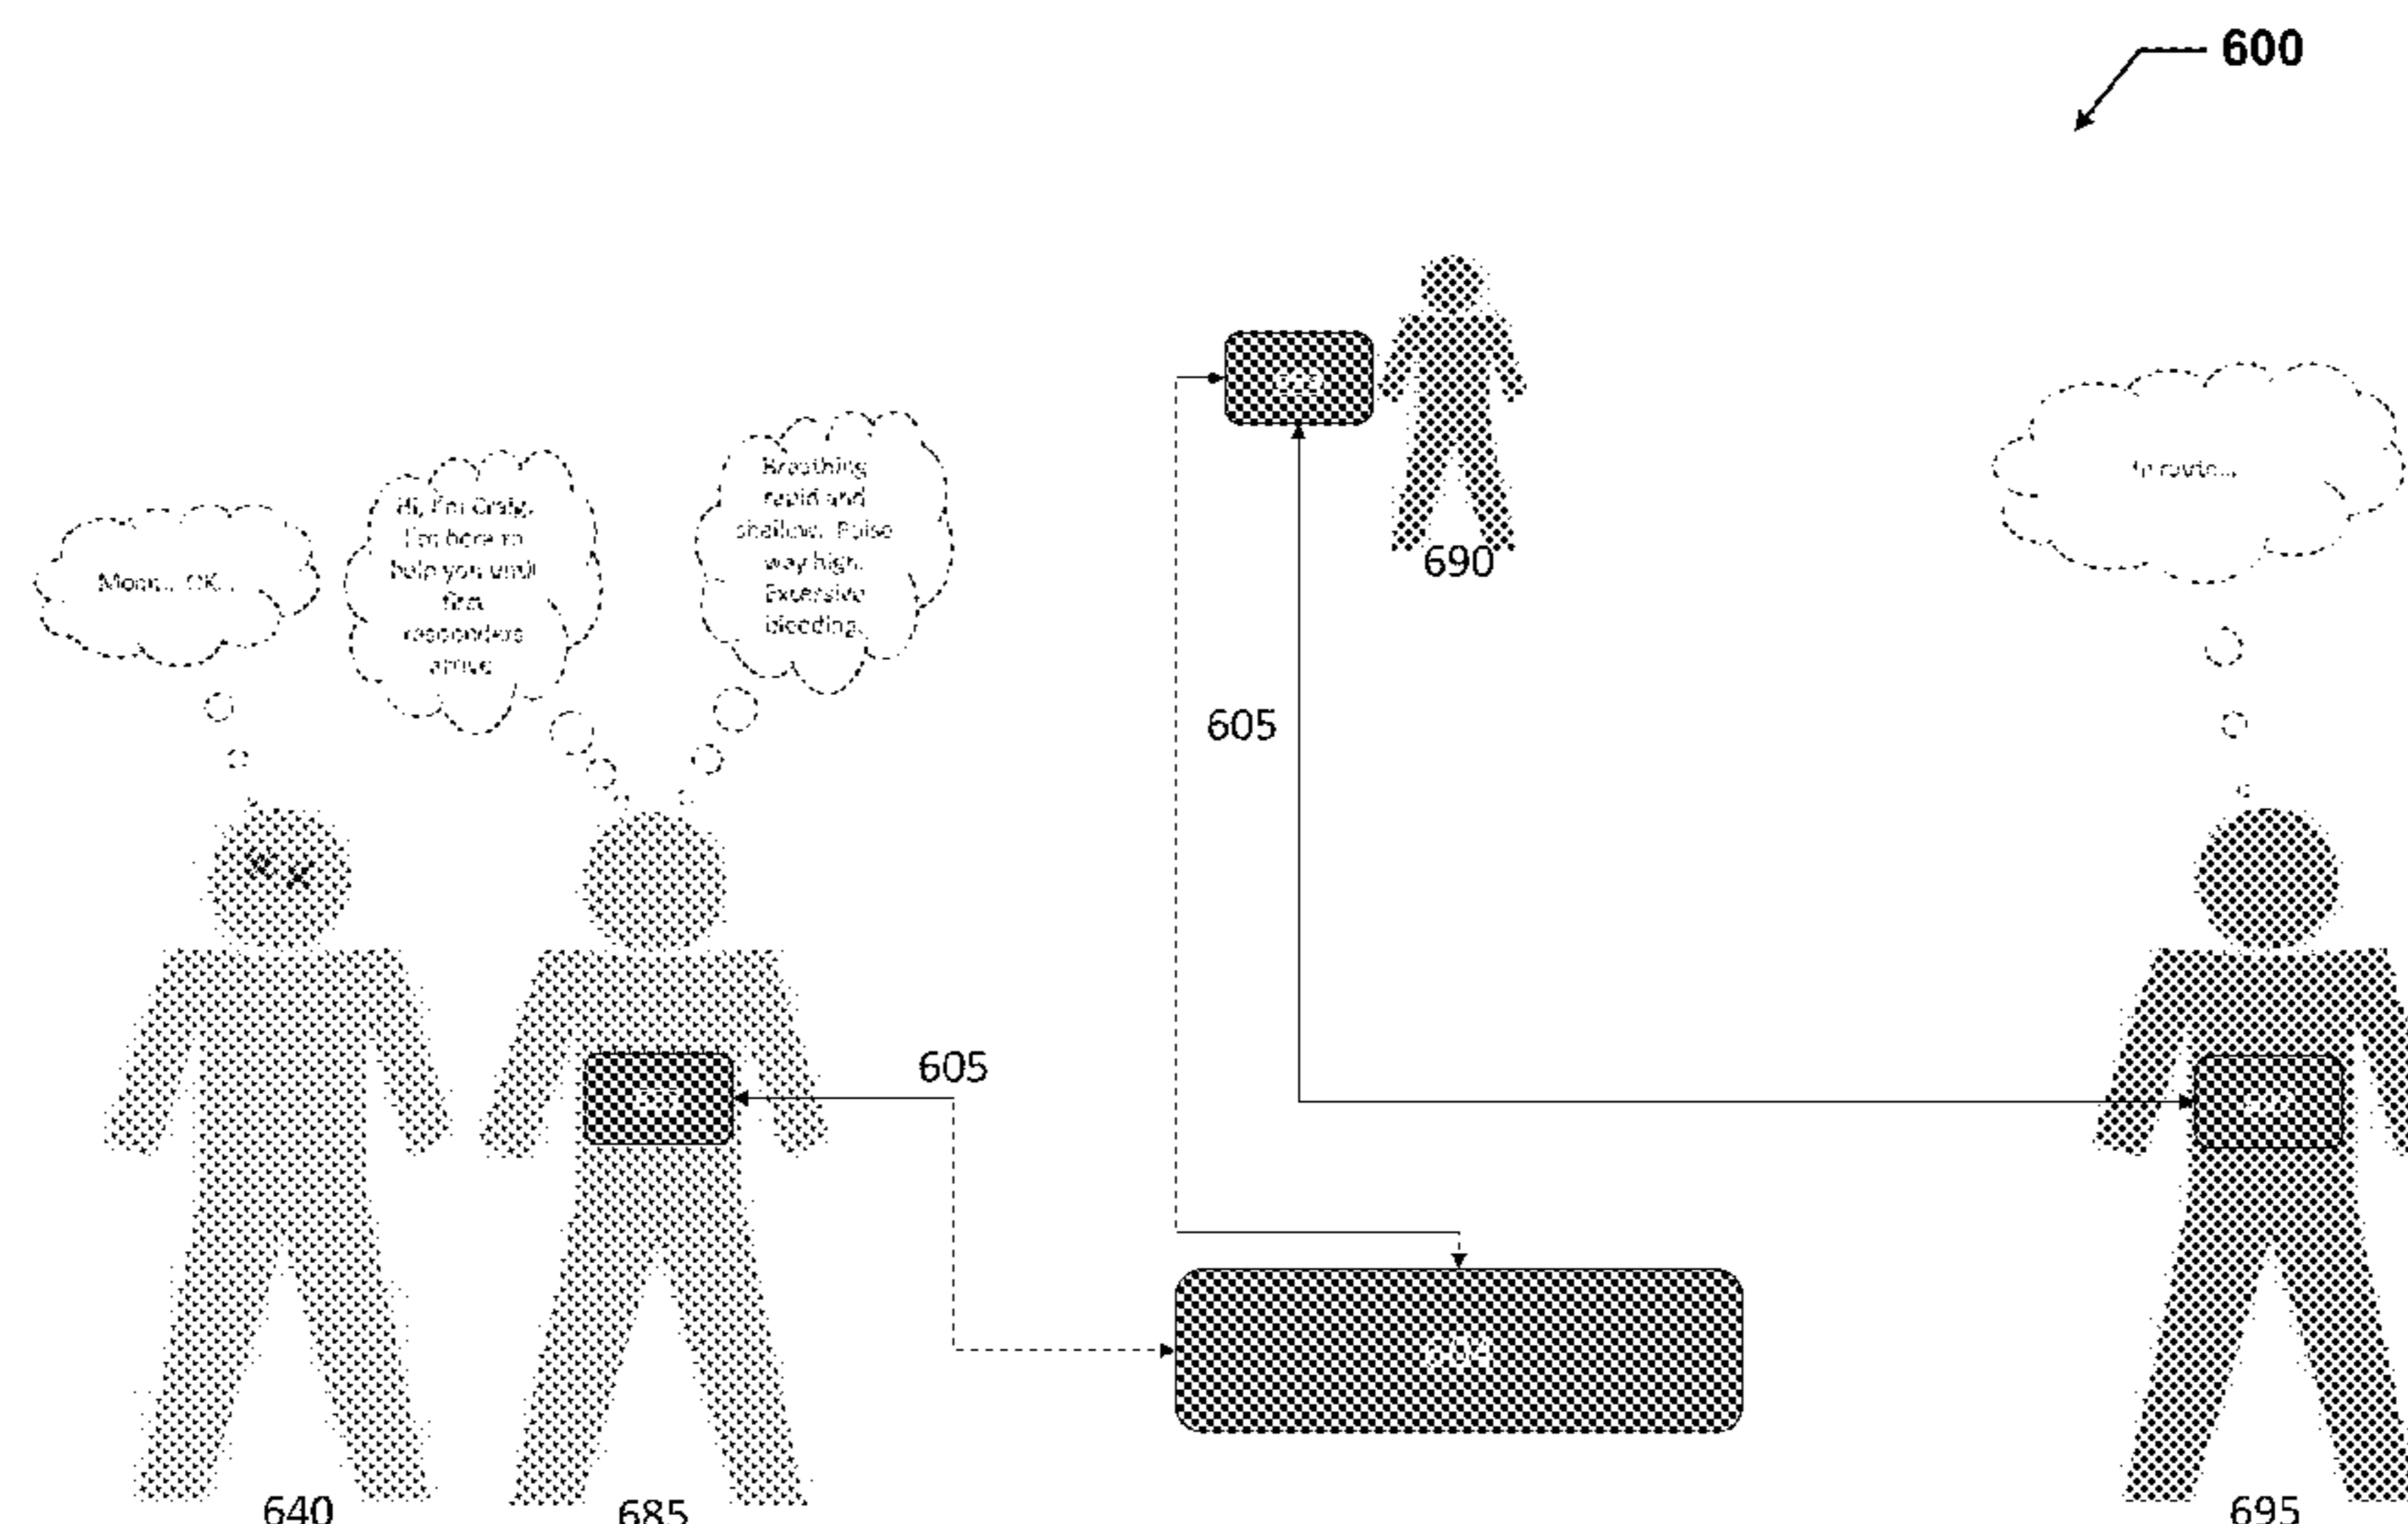 600
690
In route...
Breathing
rapid and
shallow. Pulse
way high.
Excessive
bleeding.
Hi, I'm Craig.
I'm here to
help you until
first
responders
arrive
Moan... OK...
605
605
604
640
685
695